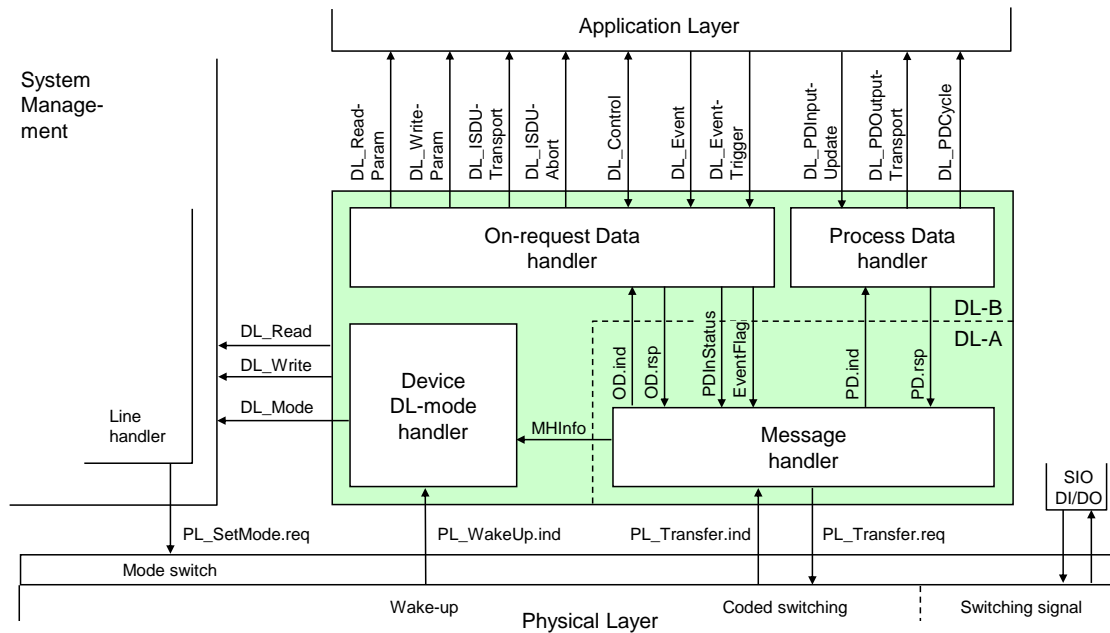 Application Layer
System
Manage-
ment
DL_Read-
Param
DL_Write-
Param
DL_ISDU-
Transport
DL_ISDU-
Abort
DL_Control
DL_Event
DL_Event-
Trigger
DL_PDInput-
Update
DL_PDOutput-
Transport
DL_PDCycle
On-request Data
handler
Process Data
handler
DL-B
DL-A
OD.ind
OD.rsp
PDInStatus
EventFlag
PD.ind
PD.rsp
DL_Read
DL_Write
DL_Mode
Device
DL-mode
handler
MHInfo
Message
handler
Line
handler
SIO
DI/DO
PL_SetMode.req
PL_WakeUp.ind
PL_Transfer.ind
PL_Transfer.req
Mode switch
Wake-up
Coded switching
Switching signal
Physical Layer